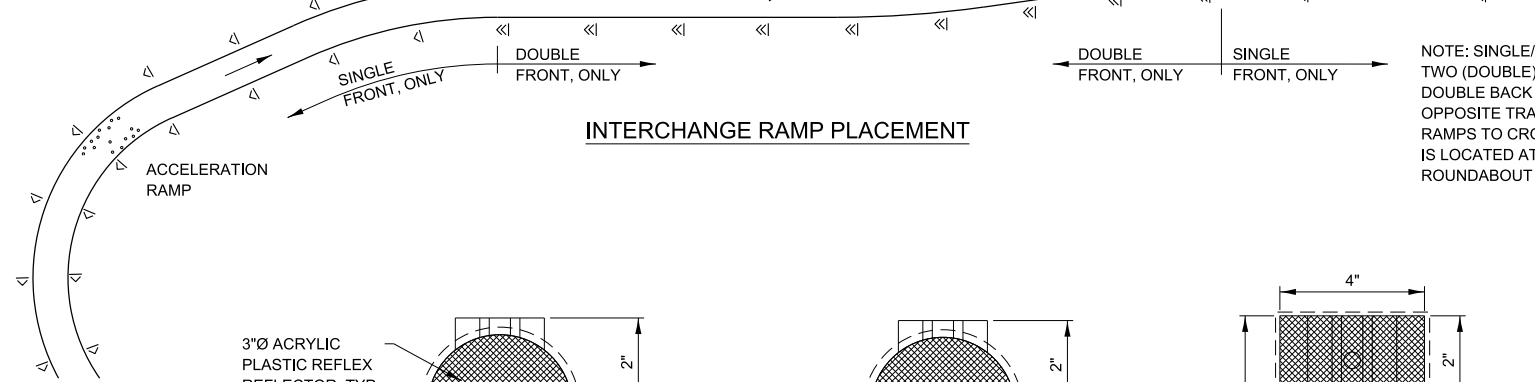 DOUBLE
FRONT, ONLY
SINGLE
FRONT, ONLY
DOUBLE
FRONT, ONLY
SINGLE
FRONT, ONLY
NOTE: SINGLE/
TWO (DOUBLE)
DOUBLE BACK
OPPOSITE TRA
RAMPS TO CRO
IS LOCATED AT
ROUNDABOUT
INTERCHANGE RAMP PLACEMENT
ACCELERATION
RAMP
3"Ø ACRYLIC
PLASTIC REFLEX
REFLECTOR, TYP
2"
2"
4"
2"